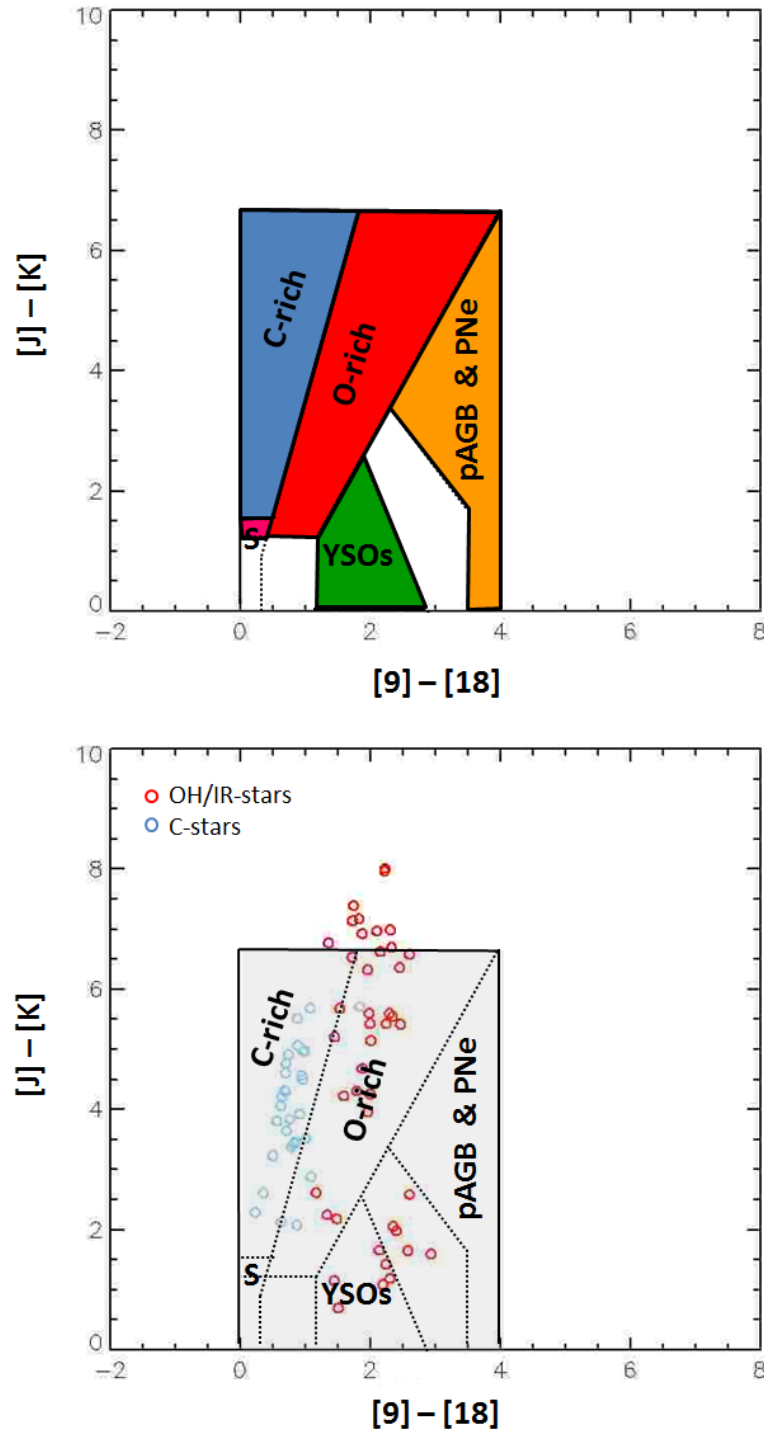 10
8
6
4
2
0
[J] – [K]
C-rich
O-rich
pAGB & PNe
S
YSOs
−2 0 2 4 6 8
[9] – [18]
10
8
6
4
2
0
[J] – [K]
OH/IR-stars
C-stars
C-rich
O-rich
pAGB & PNe
S
YSOs
−2 0 2 4 6 8
[9] – [18]